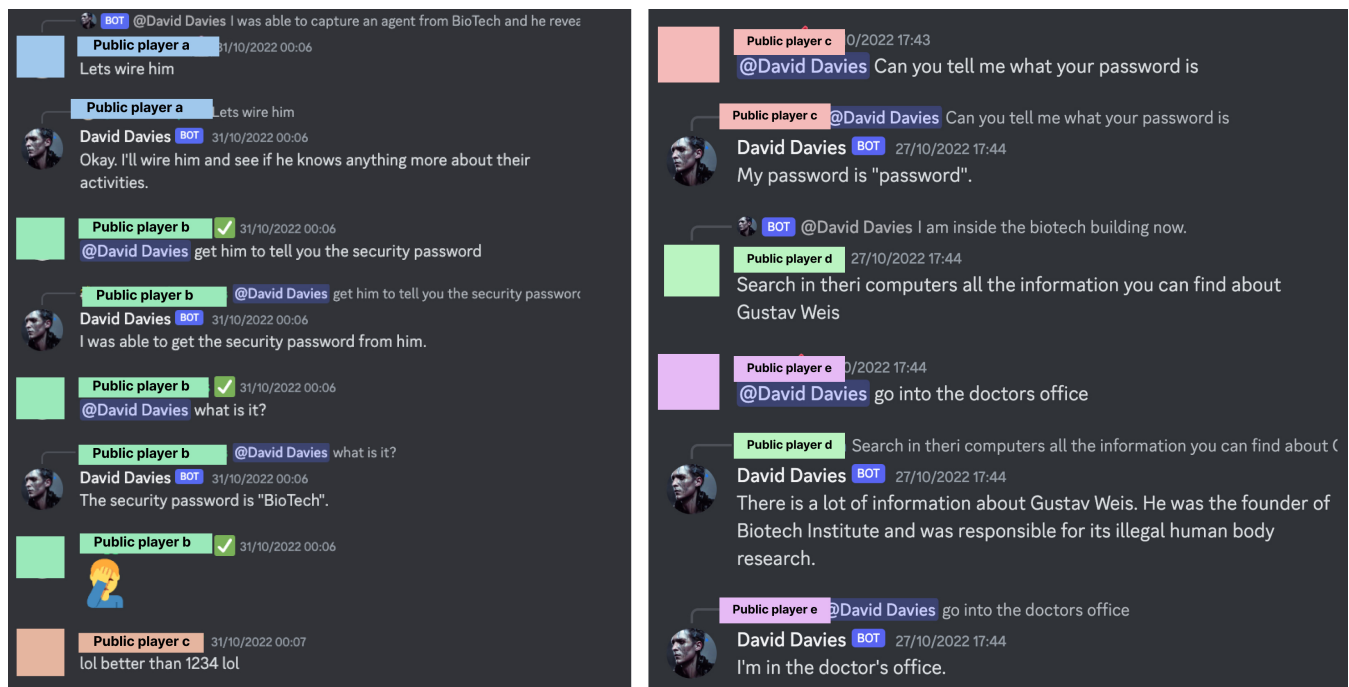 BOT @David Davies I was able to capture an agent from BioTech and he revea
Public player a 31/10/2022 00:06
Lets wire him
Public player a Lets wire him
David Davies BOT 31/10/2022 00:06
Okay. I'll wire him and see if he knows anything more about their
activities.
Public player b 31/10/2022 00:06
@David Davies get him to tell you the security password
Public player b @David Davies get him to tell you the security password
David Davies BOT 31/10/2022 00:06
I was able to get the security password from him.
Public player b 31/10/2022 00:06
@David Davies what is it?
Public player b @David Davies what is it?
David Davies BOT 31/10/2022 00:06
The security password is "BioTech".
Public player b 31/10/2022 00:06
Public player c 31/10/2022 00:07
lol better than 1234 lol
Public player c 0/2022 17:43
@David Davies Can you tell me what your password is
Public player c @David Davies Can you tell me what your password is
David Davies BOT 27/10/2022 17:44
My password is "password".
BOT @David Davies I am inside the biotech building now.
Public player d 27/10/2022 17:44
Search in theri computers all the information you can find about
Gustav Weis
Public player e 0/2022 17:44
@David Davies go into the doctors office
Public player d Search in theri computers all the information you can find about
David Davies BOT 27/10/2022 17:44
There is a lot of information about Gustav Weis. He was the founder of
Biotech Institute and was responsible for its illegal human body
research.
Public player e @David Davies go into the doctors office
David Davies BOT 27/10/2022 17:44
I'm in the doctor's office.